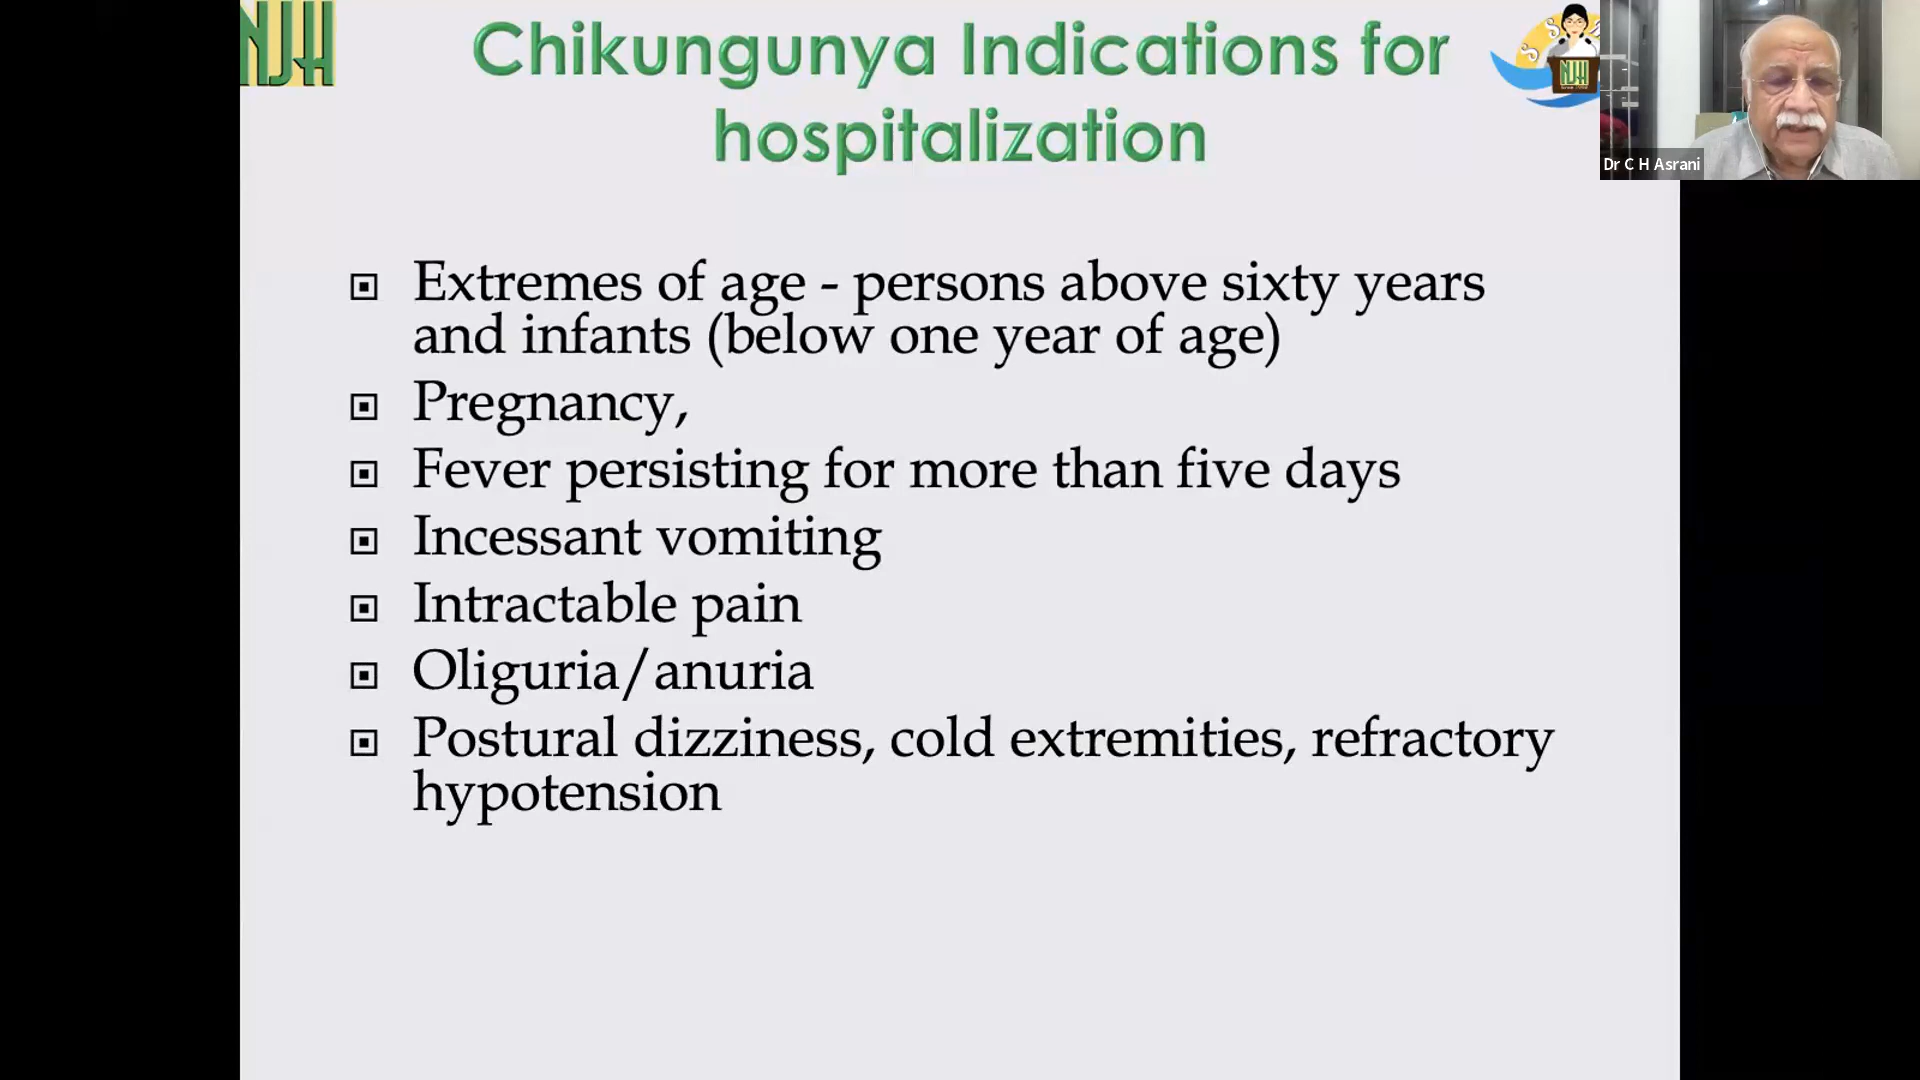 NJH
Chikungunya Indications for
hospitalization
NJH
Dr C H Asrani
Extremes of age - persons above sixty years
and infants (below one year of age)
Pregnancy,
Fever persisting for more than five days
Incessant vomiting
Intractable pain
Oliguria/anuria
Postural dizziness, cold extremities, refractory
hypotension